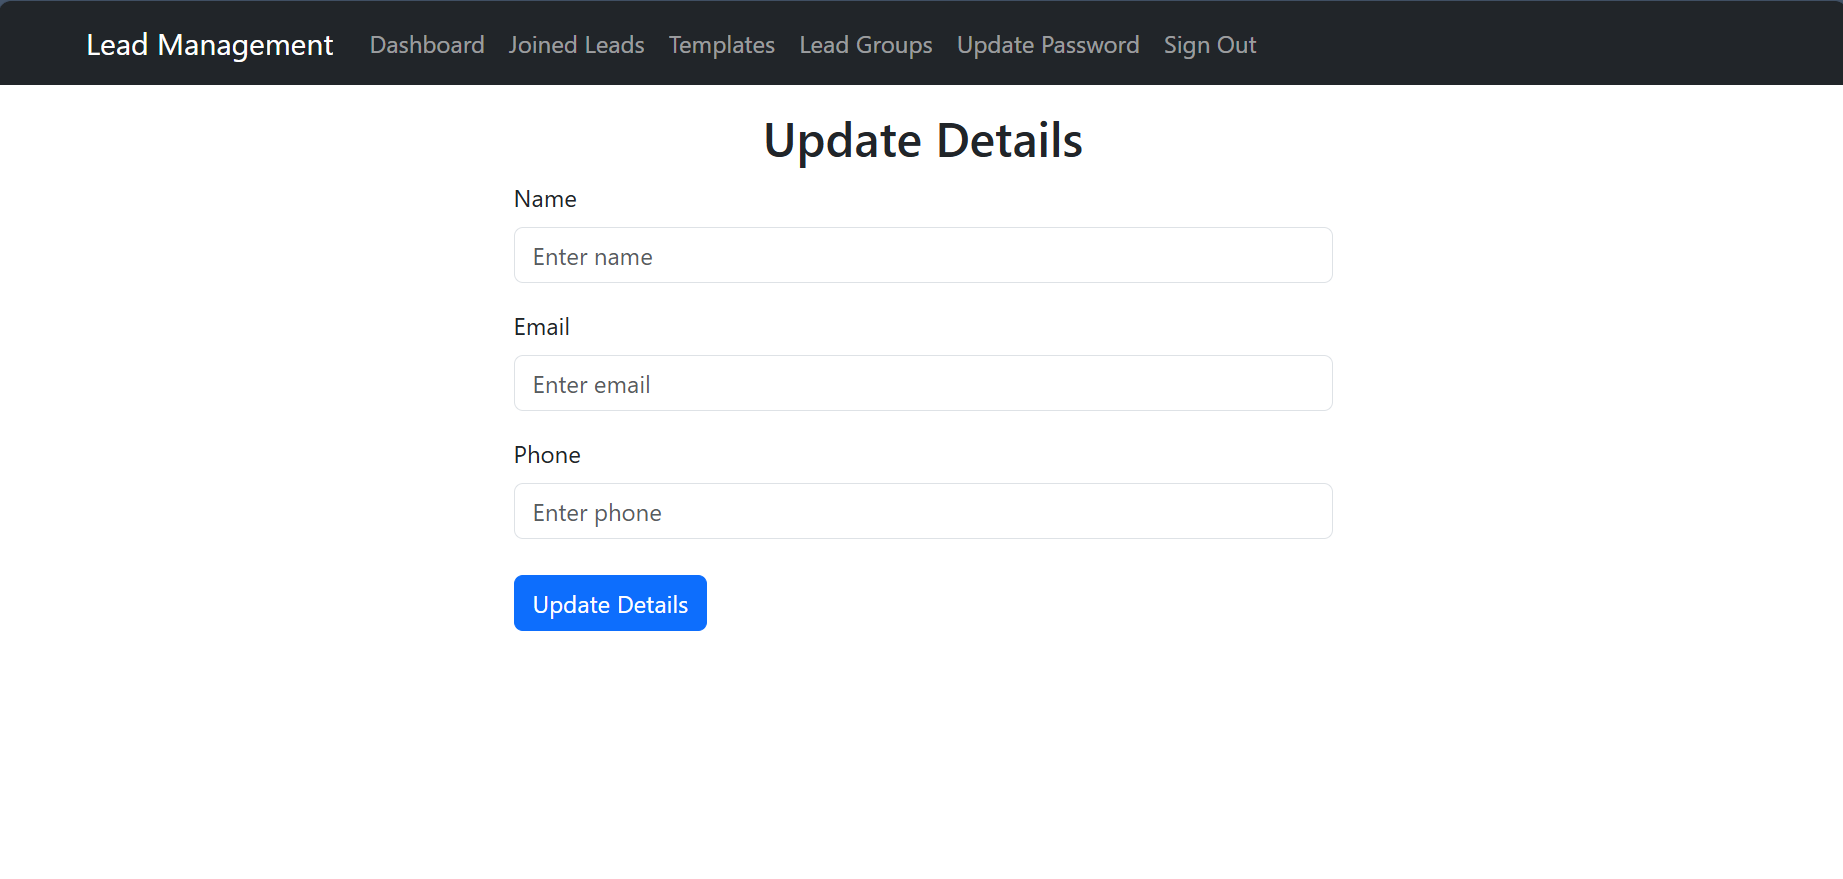 Lead Management Dashboard Joined Leads Templates Lead Groups Update Password Sign Out
Update Details
Name
Enter name
Email
Enter email
Phone
Enter phone
Update Details